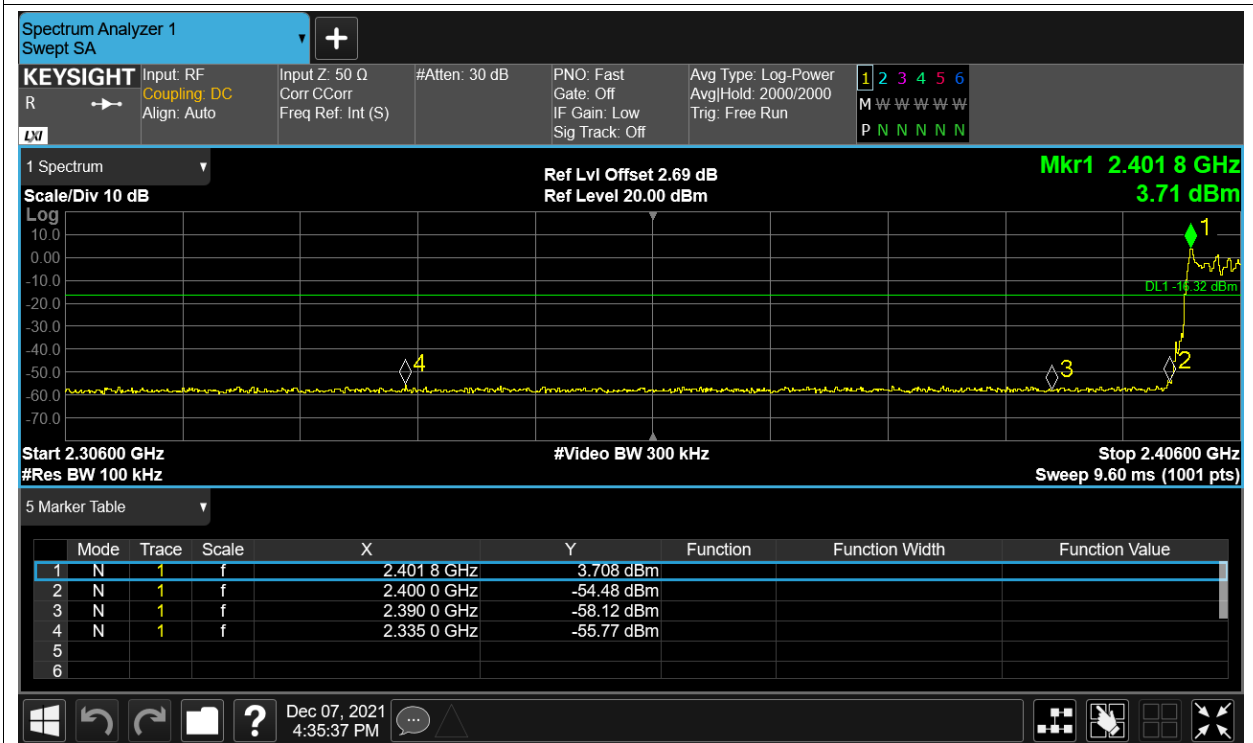 Spectrum Analyzer 1
Swept SA
KEYSIGHT Input: RF Input Z: 50 Ω #Atten: 30 dB PNO: Fast Avg Type: Log-Power 1 2 3 4 5 6
R Coupling: DC Corr CCorr Gate: Off Avg|Hold: 2000/2000 M W W W W W
Align: Auto Freq Ref: Int (S) IF Gain: Low Trig: Free Run
LXI Sig Track: Off P N N N N N
1 Spectrum Ref Lvl Offset 2.69 dB Mkr1 2.401 8 GHz
Scale/Div 10 dB Ref Level 20.00 dBm 3.71 dBm
Log
1
10.0
0.00
-10.0
DL1 -16.32 dBm
-20.0
-30.0
-40.0
4 3 2
-50.0
-60.0
-70.0
Start 2.30600 GHz #Video BW 300 kHz Stop 2.40600 GHz
#Res BW 100 kHz Sweep 9.60 ms (1001 pts)
5 Marker Table
Mode Trace Scale X Y Function Function Width Function Value
1 N 1 f 2.401 8 GHz 3.708 dBm
2 N 1 f 2.400 0 GHz -54.48 dBm
3 N 1 f 2.390 0 GHz -58.12 dBm
4 N 1 f 2.335 0 GHz -55.77 dBm
5
6
? Dec 07, 2021
4:35:37 PM